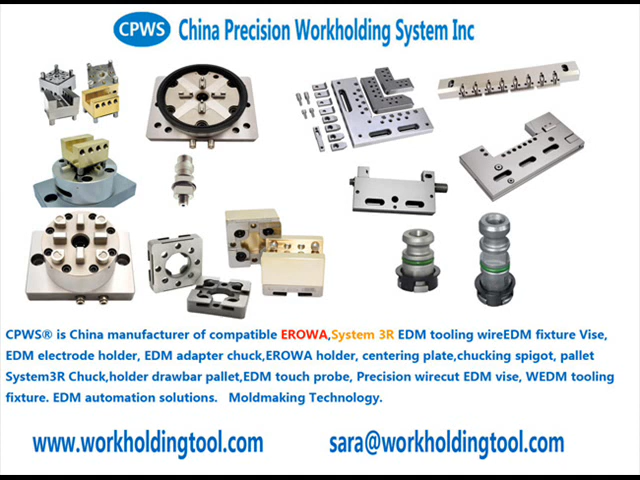 CPWS China Precision Workholding System Inc
CPWS® is China manufacturer of compatible EROWA,System 3R EDM tooling wireEDM fixture Vise,
EDM electrode holder, EDM adapter chuck,EROWA holder, centering plate,chucking spigot, pallet
System3R Chuck,holder drawbar pallet,EDM touch probe, Precision wirecut EDM vise, WEDM tooling
fixture. EDM automation solutions. Moldmaking Technology.
www.workholdingtool.com sara@workholdingtool.com